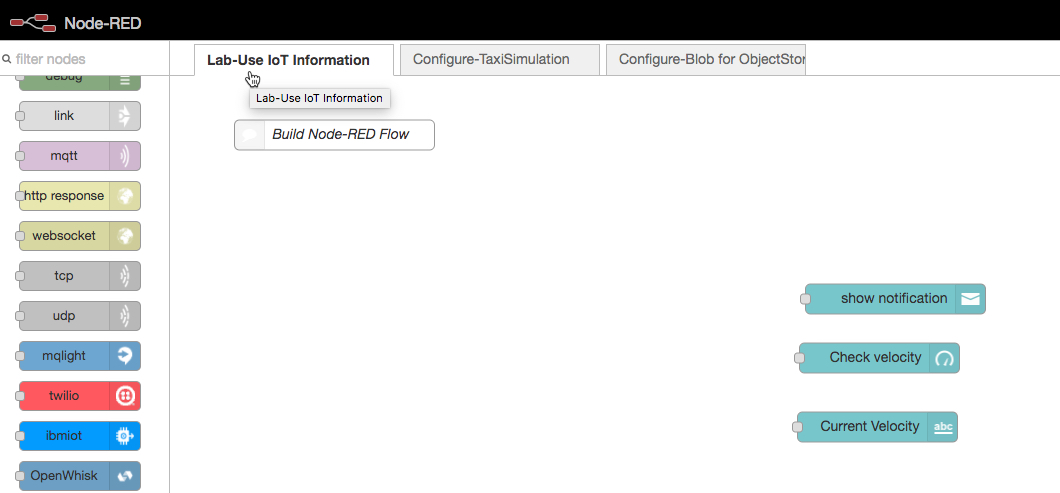 Node-RED
filter nodes
Lab-Use IoT Information
Configure-TaxiSimulation
Configure-Blob for ObjectStor
Lab-Use IoT Information
debug
link
Build Node-RED Flow
mqtt
http response
websocket
tcp
udp
mqlight
twilio
ibmiot
OpenWhisk
show notification
Check velocity
Current Velocity
abc